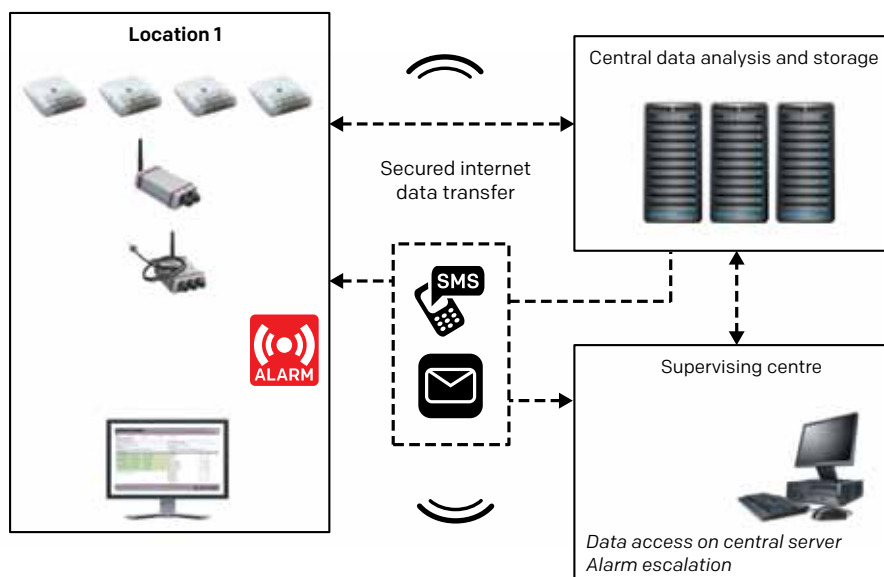 Location 1
Central data analysis and storage
Secured internet
data transfer
SMS
ALARM
Supervising centre
Data access on central server
Alarm escalation